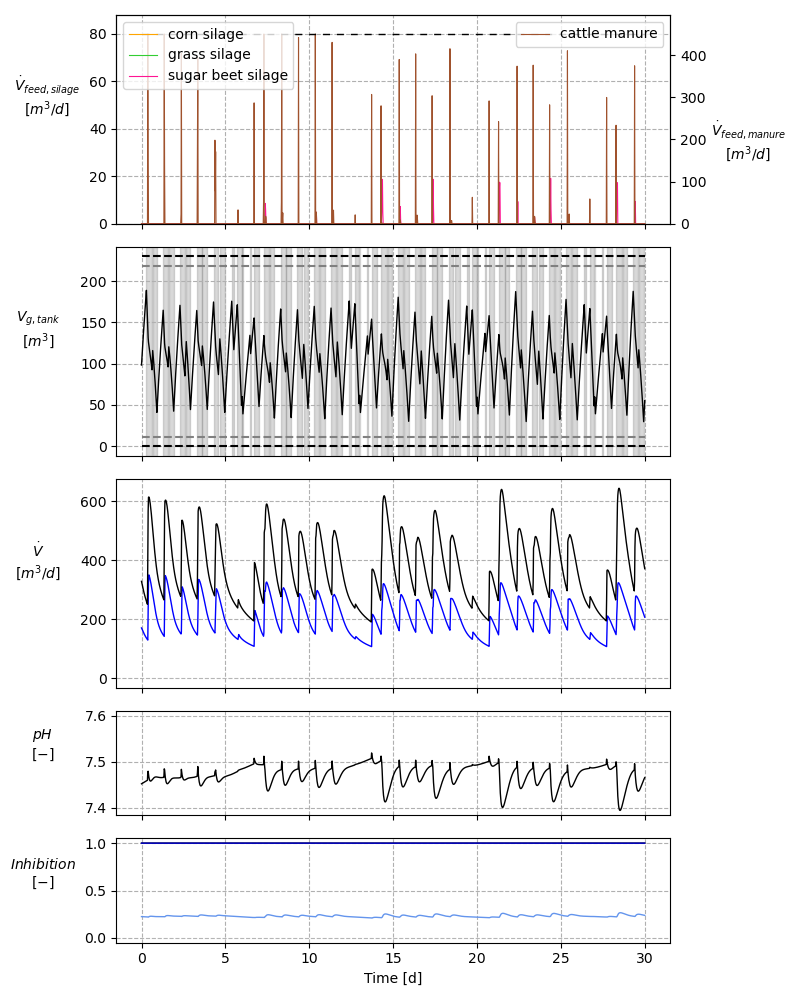 corn silage
grass silage
sugar beet silage
cattle manure
V̇feed,silage
[m³/d]
80
60
40
20
0
400
300
200
100
0
V̇feed,manure
[m³/d]
Vg,tank
[m³]
200
150
100
50
0
V̇
[m³/d]
600
400
200
0
pH
[−]
7.6
7.5
7.4
Inhibition
[−]
1.0
0.5
0.0
0 5 10 15 20 25 30
Time [d]